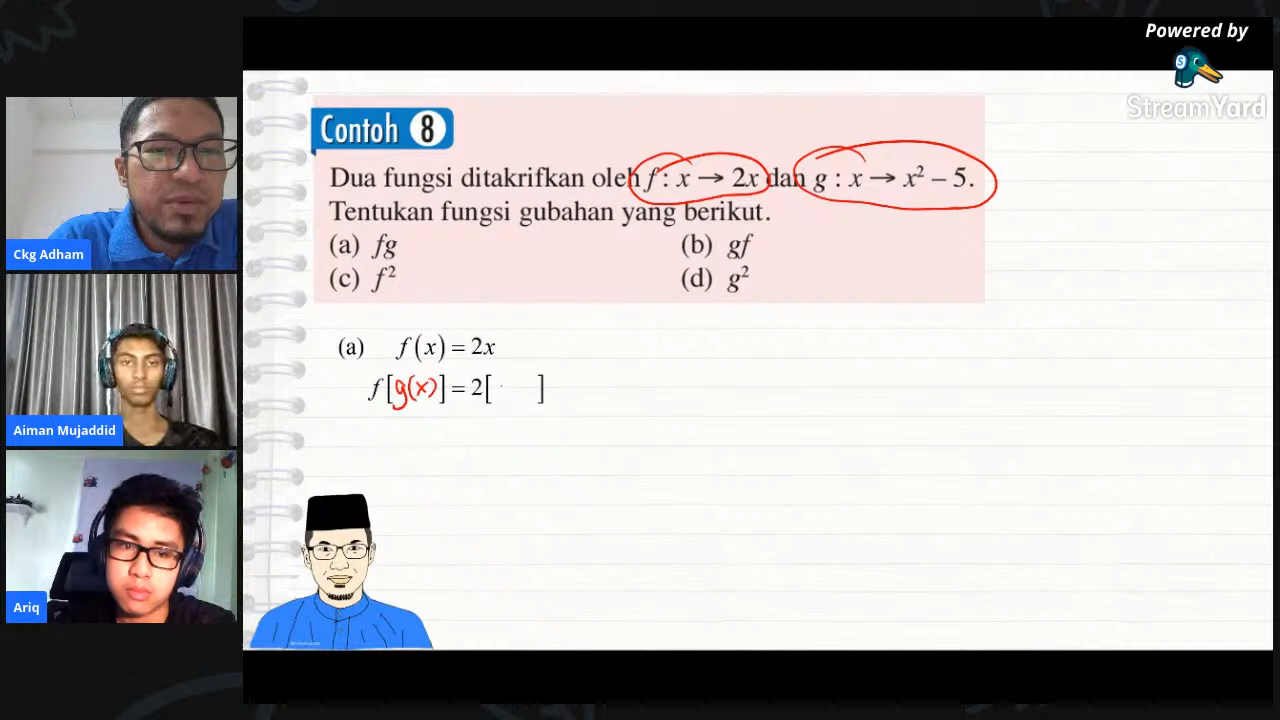 Powered by
StreamYard
Contoh 8
Dua fungsi ditakrifkan oleh f : x → 2x dan g : x → x² – 5.
Tentukan fungsi gubahan yang berikut.
(a) fg (b) gf
(c) f² (d) g²
(a) f(x) = 2x
f[g(x)] = 2[ ]
Ckg Adham
Aiman Mujaddid
Ariq